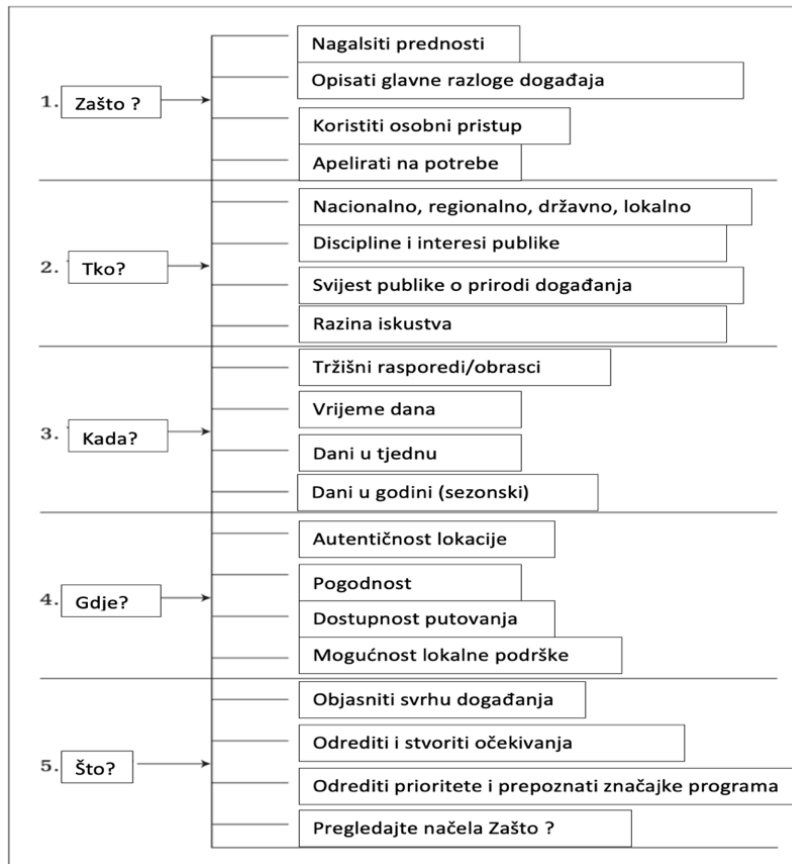 1. Zašto ?
Nagalsiti prednosti
Opisati glavne razloge događaja
Koristiti osobni pristup
Apelirati na potrebe
2. Tko?
Nacionalno, regionalno, državno, lokalno
Discipline i interesi publike
Svijest publike o prirodi događanja
Razina iskustva
3. Kada?
Tržišni rasporedi/obrasci
Vrijeme dana
Dani u tjednu
Dani u godini (sezonski)
4. Gdje?
Autentičnost lokacije
Pogodnost
Dostupnost putovanja
Mogućnost lokalne podrške
5. Što?
Objasniti svrhu događanja
Odrediti i stvoriti očekivanja
Odrediti prioritete i prepoznati značajke programa
Pregledajte načela Zašto ?